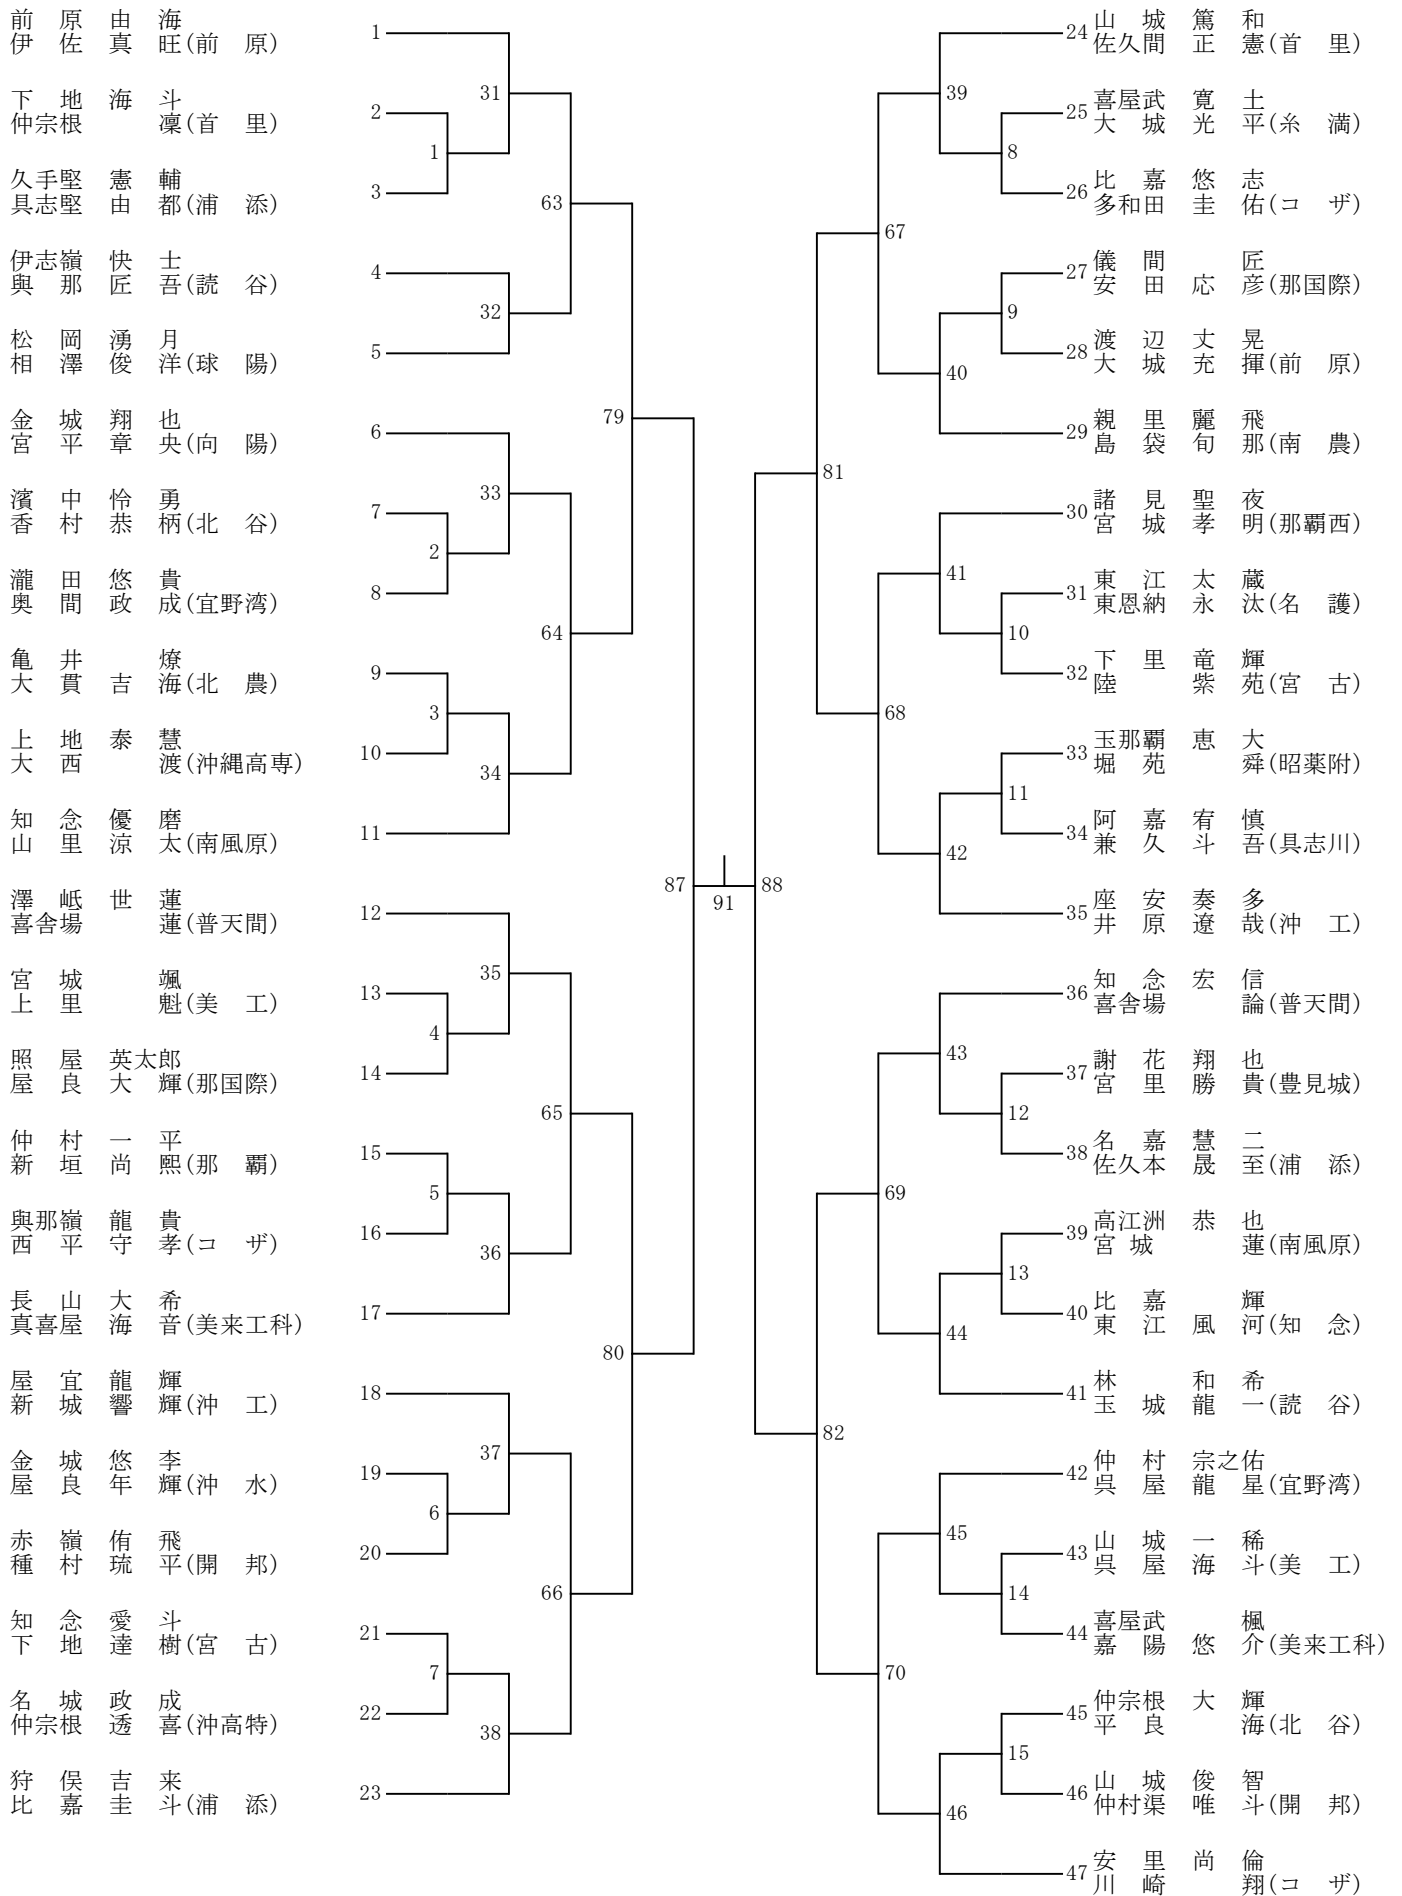 前原由海
伊佐真旺(前原) 1
下地海斗
仲宗根凜(首里) 2
久手堅憲輔
具志堅由都(浦添) 3
伊志嶺快士
與那匠吾(読谷) 4
松岡湧月
相澤俊洋(球陽) 5
金城翔也
宮平章央(向陽) 6
濱中怜勇
香村恭柄(北谷) 7
瀧田悠貴
奥間政成(宜野湾) 8
亀井燎
大貫吉海(北農) 9
上地泰慧
大西渡(沖縄高専) 10
知念優磨
山里涼太(南風原) 11
澤岻世蓮
喜舎場蓮(普天間) 12
宮城颯
上里魁(美工) 13
照屋英太郎
屋良大輝(那国際) 14
仲村一平
新垣尚熙(那覇) 15
與那嶺龍貴
西平守孝(コザ) 16
長山大希
真喜屋海音(美来工科) 17
屋宜龍輝
新城響輝(沖工) 18
金城悠李
屋良年輝(沖水) 19
赤嶺侑飛
種村琉平(開邦) 20
知念愛斗
下地達樹(宮古) 21
名城政成
仲宗根透喜(沖高特) 22
狩俣吉来
比嘉圭斗(浦添) 23
1
2
3
4
5
6
7
31
32
33
34
35
36
37
38
63
64
65
66
79
80
87
91
88
81
82
67
68
69
70
39
40
41
42
43
44
45
46
8
9
10
11
12
13
14
15
24 山城篤和
佐久間正憲(首里)
25 喜屋武寛士
大城光平(糸満)
26 比嘉悠志
多和田圭佑(コザ)
27 儀間匠
安田応彦(那国際)
28 渡辺丈晃
大城充揮(前原)
29 親里麗飛
島袋旬那(南農)
30 諸見聖夜
宮城孝明(那覇西)
31 東江太蔵
東恩納永汰(名護)
32 下里竜輝
陸紫苑(宮古)
33 玉那覇恵大
堀苑舜(昭薬附)
34 阿嘉宥慎
兼久斗吾(具志川)
35 座安奏多
井原遼哉(沖工)
36 知念宏信
喜舎場論(普天間)
37 謝花翔也
宮里勝貴(豊見城)
38 名嘉慧二
佐久本晟至(浦添)
39 高江洲恭也
宮城蓮(南風原)
40 比嘉輝
東江風河(知念)
41 林和希
玉城龍一(読谷)
42 仲村宗之佑
呉屋龍星(宜野湾)
43 山城一稀
呉屋海斗(美工)
44 喜屋武楓
嘉陽悠介(美来工科)
45 仲宗根大輝
平良海(北谷)
46 山城俊智
仲村渠唯斗(開邦)
47 安里尚倫
川崎翔(コザ)